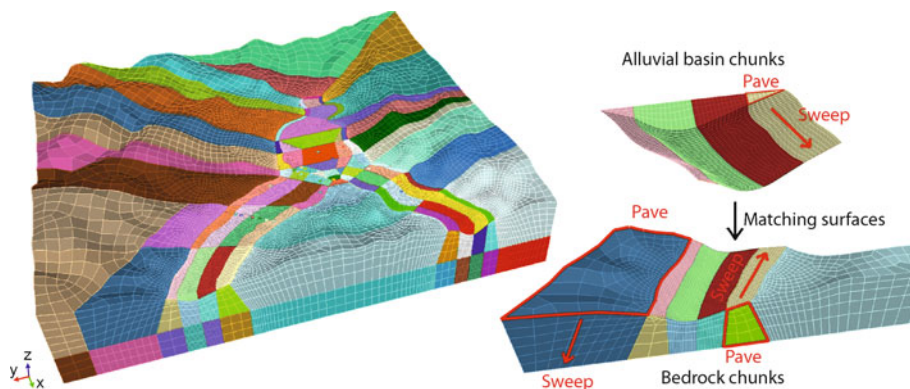 Alluvial basin chunks
Pave
Sweep
Matching surfaces
Pave
Sweep
Sweep
Pave
Bedrock chunks
z
y
x